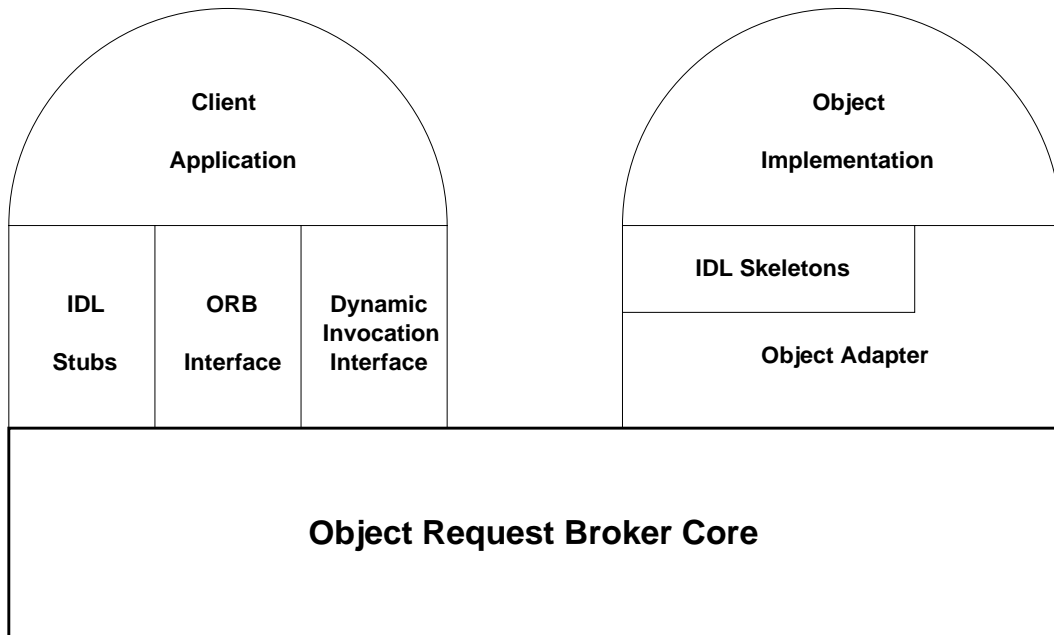 Client
Application
Object
Implementation
IDL
Stubs
ORB
Interface
Dynamic
Invocation
Interface
IDL Skeletons
Object Adapter
Object Request Broker Core